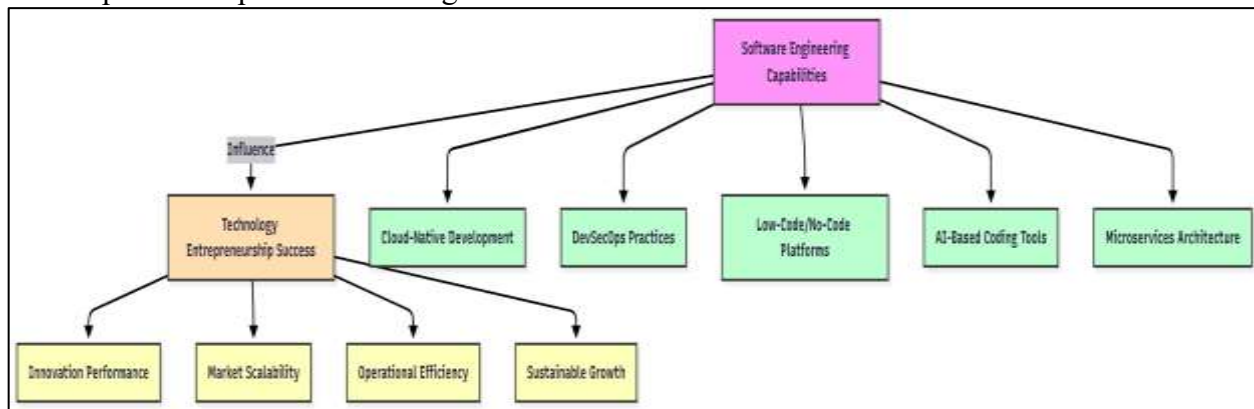 Software Engineering
Capabilities
Influence
Technology
Entrepreneurship Success
Cloud-Native Development
DevSecOps Practices
Low-Code/No-Code
Platforms
AI-Based Coding Tools
Microservices Architecture
Innovation Performance
Market Scalability
Operational Efficiency
Sustainable Growth